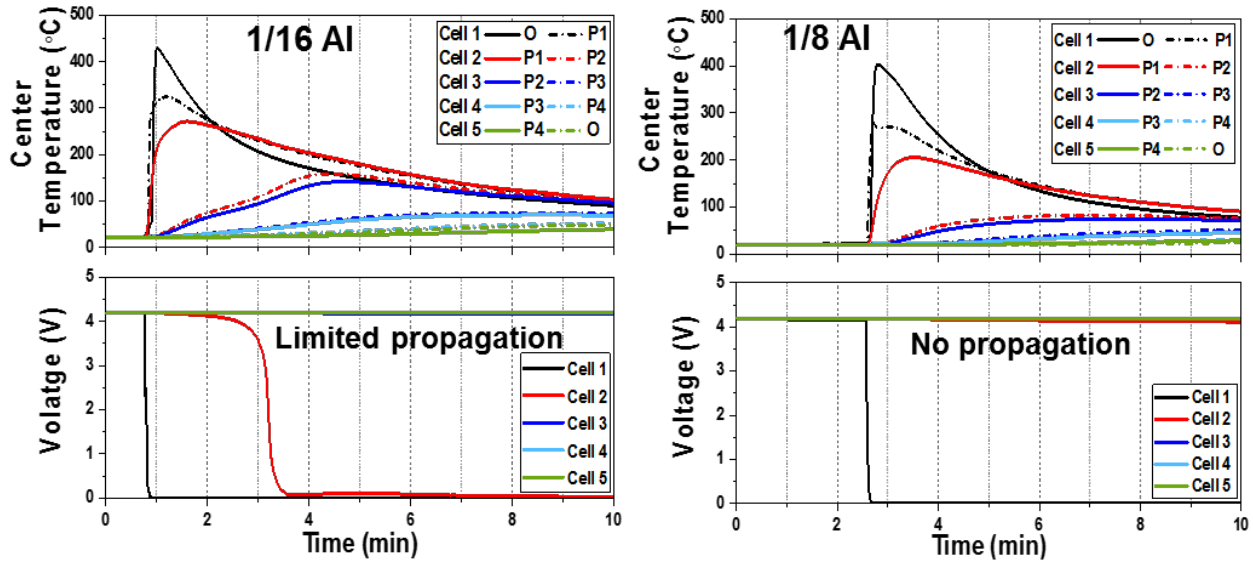 1/16 Al
Center
Temperature (°C)
500
400
300
200
100
0
Cell 1 O P1
Cell 2 P1 P2
Cell 3 P2 P3
Cell 4 P3 P4
Cell 5 P4 O
1/8 Al
Center
Temperature (°C)
500
400
300
200
100
0
Cell 1 O P1
Cell 2 P1 P2
Cell 3 P2 P3
Cell 4 P3 P4
Cell 5 P4 O
Volatge (V)
5
4
3
2
1
0
Limited propagation
Cell 1
Cell 2
Cell 3
Cell 4
Cell 5
0 2 4 6 8 10
Time (min)
Voltage (V)
5
4
3
2
1
0
No propagation
Cell 1
Cell 2
Cell 3
Cell 4
Cell 5
0 2 4 6 8 10
Time (min)